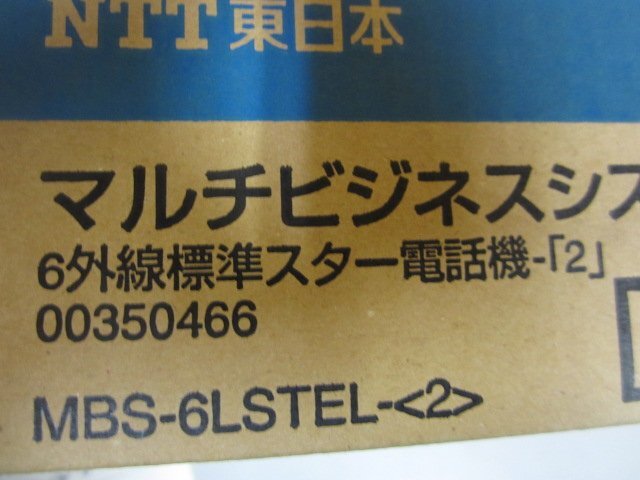 NTT東日本
マルチビジネスシス
6外線標準スター電話機-「2」
00350466
MBS-6LSTEL-<2>